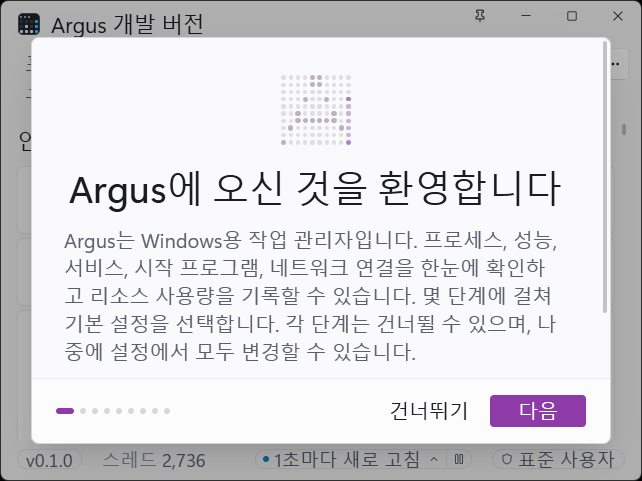 Argus 개발 버전
Argus에 오신 것을 환영합니다
Argus는 Windows용 작업 관리자입니다. 프로세스, 성능,
서비스, 시작 프로그램, 네트워크 연결을 한눈에 확인하
고 리소스 사용량을 기록할 수 있습니다. 몇 단계에 걸쳐
기본 설정을 선택합니다. 각 단계는 건너뛸 수 있으며, 나
중에 설정에서 모두 변경할 수 있습니다.
건너뛰기 다음
v0.1.0 스레드 2,736 1초마다 새로 고침 표준 사용자